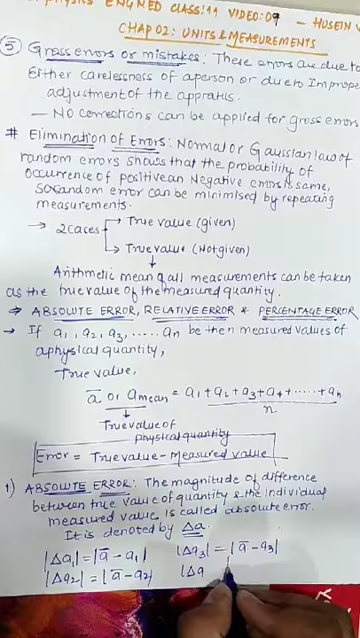 PHYSICS ENGMED CLASS:11 VIDEO:09 - HUSEIN
CHAP 02: UNITS & MEASUREMENTS
5 Gross errors or mistakes: These errors are due to
Either carelessness of a person or due to Improper
adjustment of the appratus.
- No corrections can be applied for gross errors
# Elimination of Errors: Normal or Gaussian law of
random errors shows that the probability of
occurrence of positive an Negative errors is same,
so random error can be minimised by repeating
measurements.
→ 2 cases → True value (given)
→ True value (Not given)
↓
Arithmetic mean of all measurements can be taken
as the true value of the measured quantity.
⇒ ABSOLUTE ERROR, RELATIVE ERROR & PERCENTAGE ERROR
→ If a₁, a₂, a₃, ..... an be then measured values of
a physical quantity,
True value,
a̅ or amean = a₁+a₂+a₃+a₄+......+an / n
↓
True value of
physical quantity
Error = True value - Measured value
1) ABSOLUTE ERROR: The magnitude of difference
between true value of quantity & the individual
measured value is called absolute error.
It is denoted by Δa.
|Δa₁| = |a̅ - a₁| |Δa₃| = |a̅ - a₃|
|Δa₂| = |a̅ - a₂| |Δa